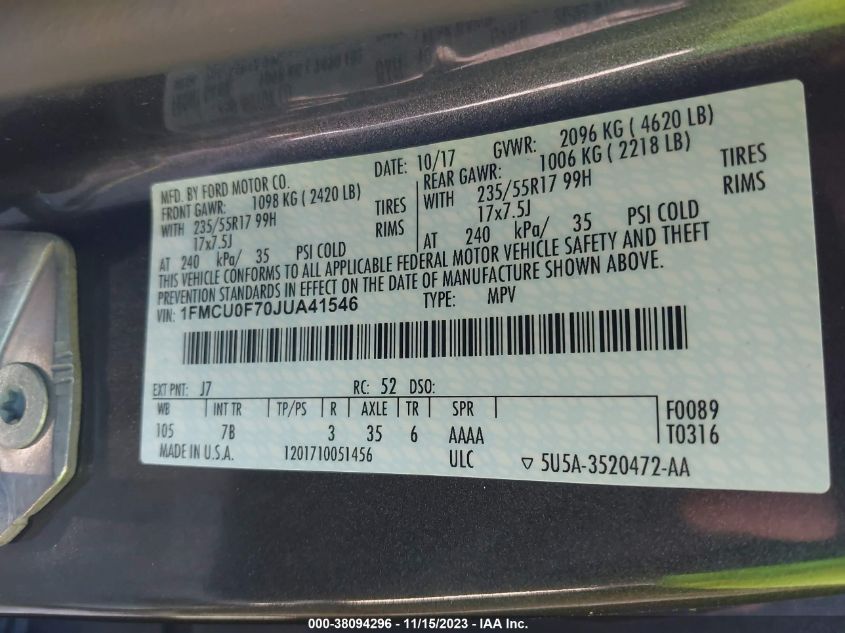 MFD. BY FORD MOTOR CO. DATE: 10/17 GVWR: 2096 KG ( 4620 LB)
FRONT GAWR: 1098 KG (2420 LB) REAR GAWR: 1006 KG ( 2218 LB)
WITH 235/55R17 99H TIRES WITH 235/55R17 99H TIRES
17x7.5J RIMS 17x7.5J RIMS
AT 240 kPa/ 35 PSI COLD AT 240 kPa/ 35 PSI COLD
THIS VEHICLE CONFORMS TO ALL APPLICABLE FEDERAL MOTOR VEHICLE SAFETY AND THEFT
PREVENTION STANDARDS IN EFFECT ON THE DATE OF MANUFACTURE SHOWN ABOVE.
VIN: 1FMCU0F70JUA41546 TYPE: MPV
EXT PNT: J7 RC: 52 DSO:
WB INT TR TP/PS R AXLE TR SPR F0089
105 7B 3 35 6 AAAA T0316
MADE IN U.S.A. 1201710051456 ULC ▽ 5U5A-3520472-AA
000-38094296 - 11/15/2023 - IAA Inc.